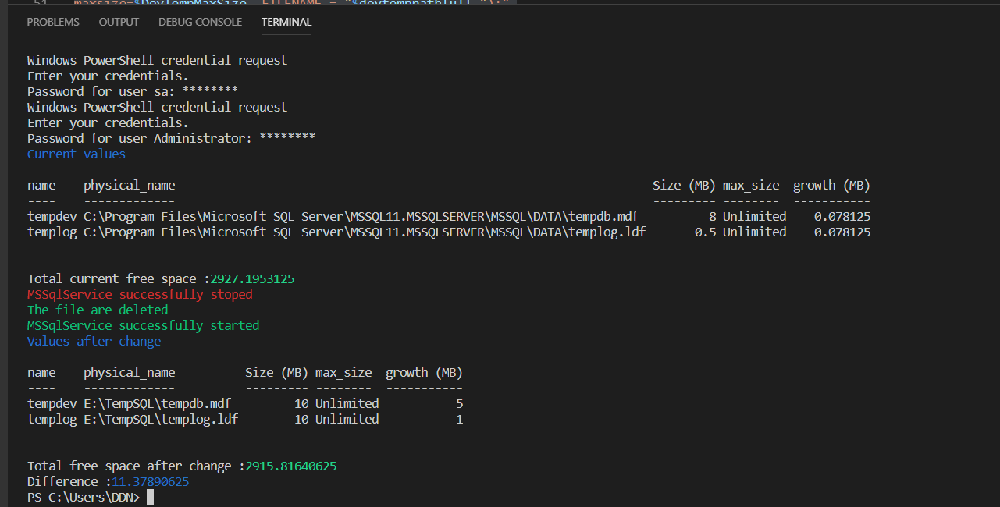 51 maxsize=$DevTempMaxSize, FILENAME =
PROBLEMS OUTPUT DEBUG CONSOLE TERMINAL
Windows PowerShell credential request
Enter your credentials.
Password for user sa: ********
Windows PowerShell credential request
Enter your credentials.
Password for user Administrator: ********
Current values
name physical_name Size (MB) max_size growth (MB)
---- ------------- --------- -------- -----------
tempdev C:\Program Files\Microsoft SQL Server\MSSQL11.MSSQLSERVER\MSSQL\DATA\tempdb.mdf 8 Unlimited 0.078125
templog C:\Program Files\Microsoft SQL Server\MSSQL11.MSSQLSERVER\MSSQL\DATA\templog.ldf 0.5 Unlimited 0.078125
Total current free space :2927.1953125
MSSqlService successfully stoped
The file are deleted
MSSqlService successfully started
Values after change
name physical_name Size (MB) max_size growth (MB)
---- ------------- --------- -------- -----------
tempdev E:\TempSQL\tempdb.mdf 10 Unlimited 5
templog E:\TempSQL\templog.ldf 10 Unlimited 1
Total free space after change :2915.81640625
Difference :11.37890625
PS C:\Users\DDN>